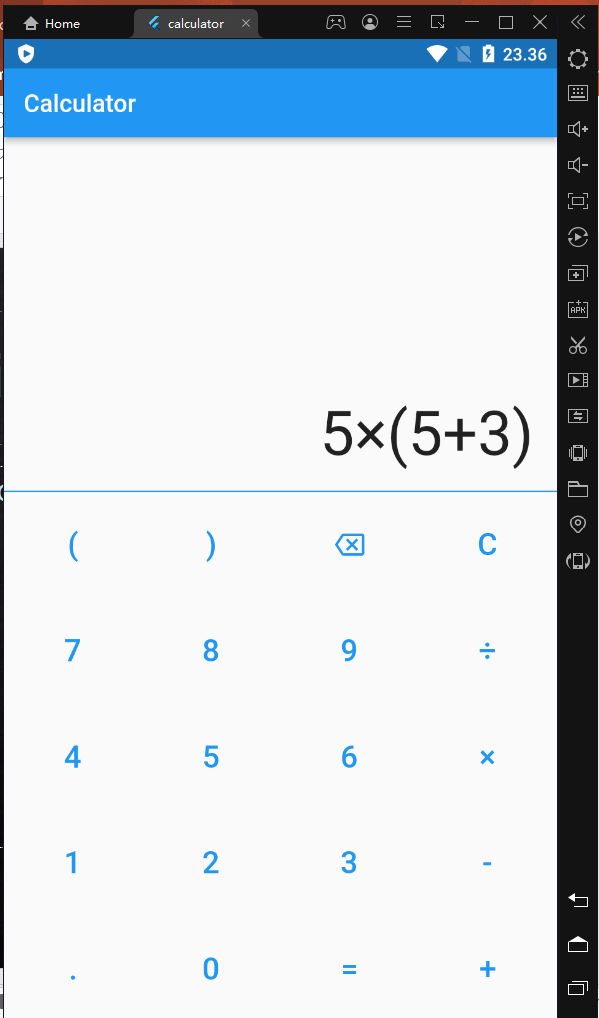 Home
calculator
23.36
Calculator
5×(5+3)
( ) C
7 8 9 ÷
4 5 6 ×
1 2 3 -
. 0 = +
APK